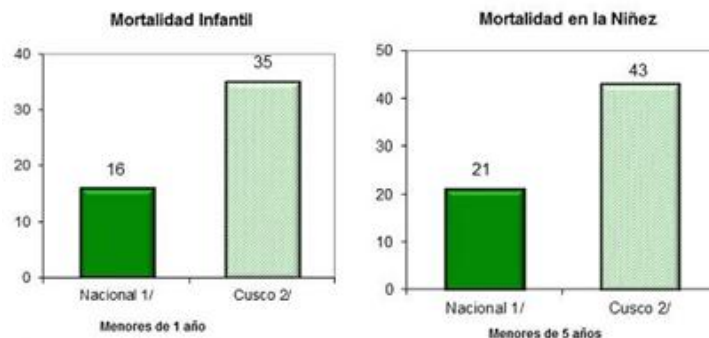 Mortalidad Infantil
40
30
20
10
0
16
35
Nacional 1/
Cusco 2/
Menores de 1 año
Mortalidad en la Niñez
50
40
30
20
10
0
21
43
Nacional 1/
Cusco 2/
Menores de 5 años